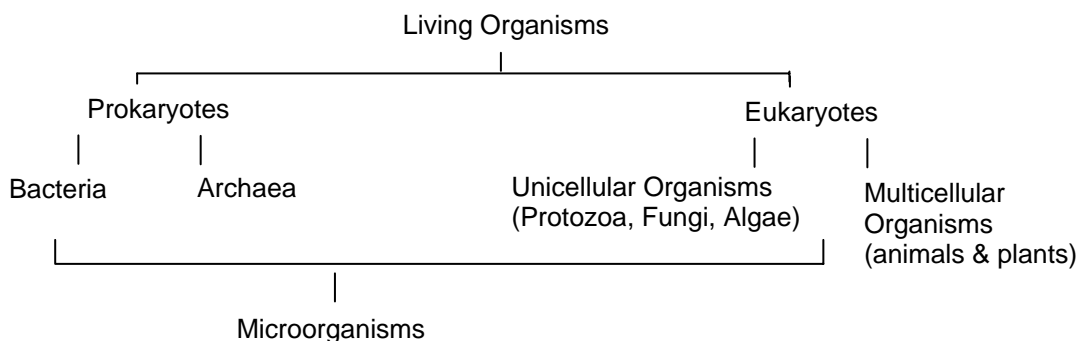 Living Organisms
Prokaryotes
Eukaryotes
Bacteria
Archaea
Unicellular Organisms
(Protozoa, Fungi, Algae)
Multicellular
Organisms
(animals & plants)
Microorganisms